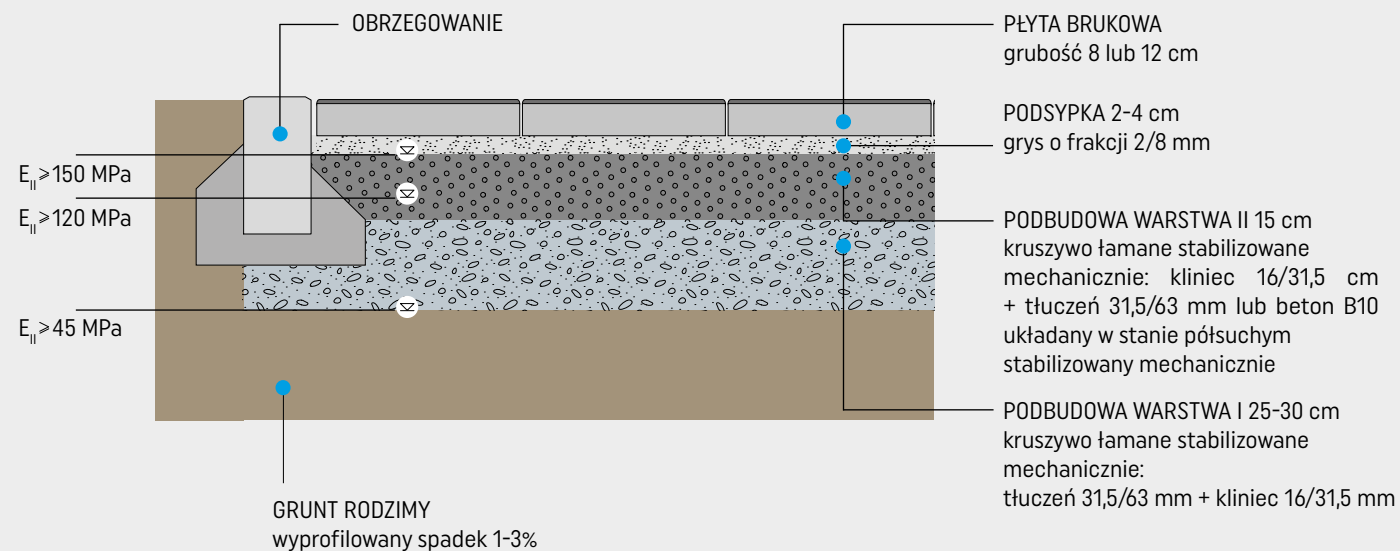 OBRZEGOWANIE
PŁYTA BRUKOWA
grubość 8 lub 12 cm
PODSYPKA 2-4 cm
grys o frakcji 2/8 mm
E_II ⩾ 150 MPa
E_II ⩾ 120 MPa
E_II ⩾ 45 MPa
PODBUDOWA WARSTWA II 15 cm
kruszywo łamane stabilizowane
mechanicznie: kliniec 16/31,5 cm
+ tłuczeń 31,5/63 mm lub beton B10
układany w stanie półsuchym
stabilizowany mechanicznie
PODBUDOWA WARSTWA I 25-30 cm
kruszywo łamane stabilizowane
mechanicznie:
tłuczeń 31,5/63 mm + kliniec 16/31,5 mm
GRUNT RODZIMY
wyprofilowany spadek 1-3%